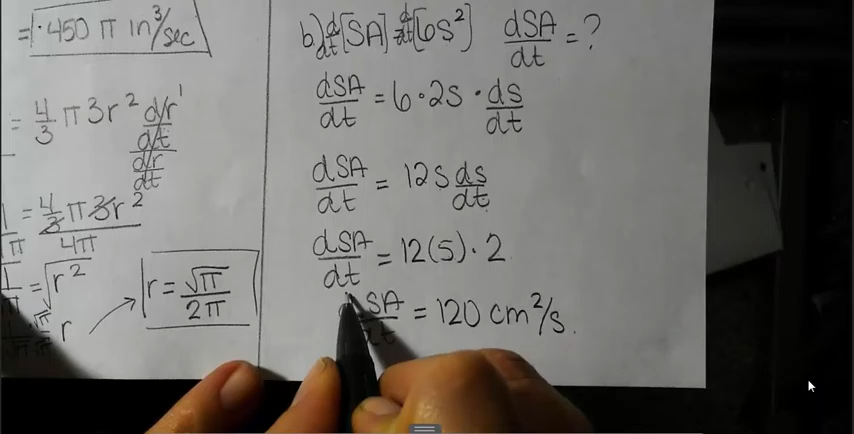 = 450 π in³/sec
= 4/3 π 3r² dr/dt
dr/dt
= 4/3 π 3r²
4π
= √r²
r
r = √π/2π
b) d/dt [SA] = d/dt [6s²] dSA/dt = ?
dSA/dt = 6·2s · ds/dt
dSA/dt = 12s ds/dt
dSA/dt = 12(5)·2
SA/dt = 120 cm²/s.